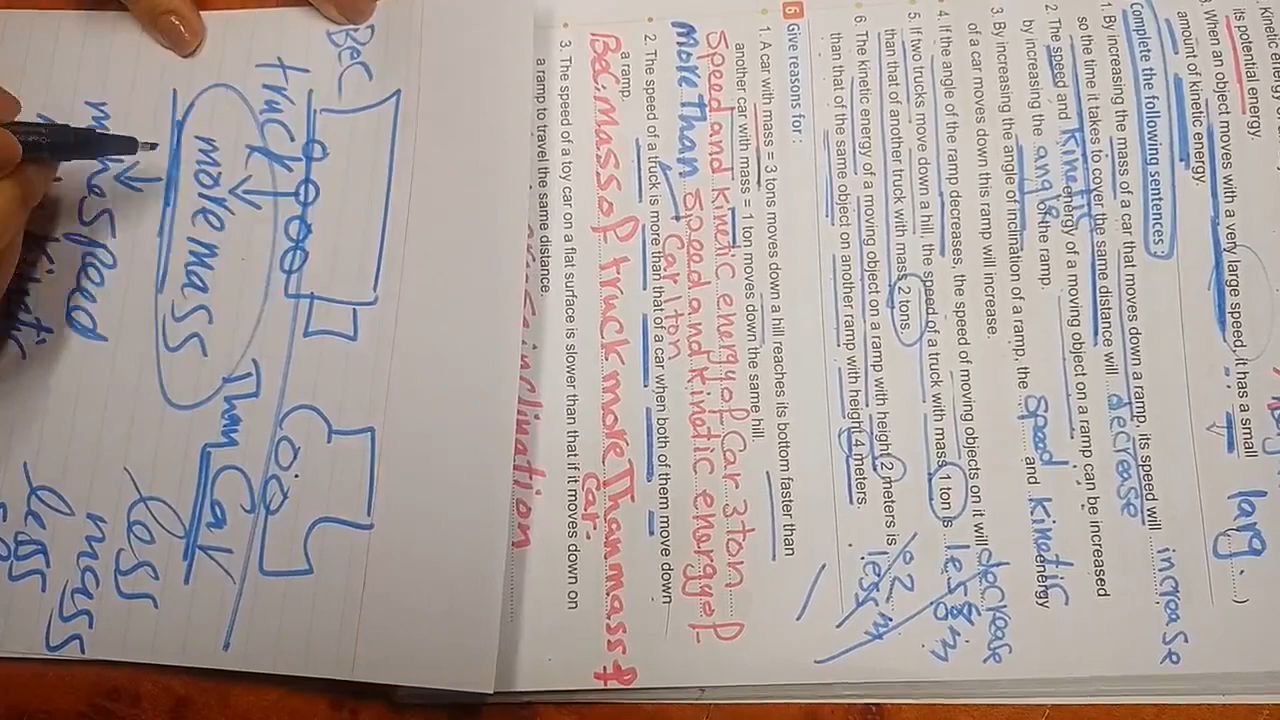 . Kinetic energy
its potential energy.
3. When an object moves with a very large speed, it has a small
larg.
amount of kinetic energy.
)
Complete the following sentences :
1. By increasing the mass of a car that moves down a ramp, its speed will increase,
so the time it takes to cover the same distance will decrease
2. The speed and kinetic energy of a moving object on a ramp can be increased
by increasing the angle of the ramp.
3. By increasing the angle of inclination of a ramp, the speed and kinetic energy
of a car moves down this ramp will increase.
4. If the angle of the ramp decreases, the speed of moving objects on it will decrease
5. If two trucks move down a hill, the speed of a truck with mass 1 ton is less
than that of another truck with mass 2 tons.
6. The kinetic energy of a moving object on a ramp with height 2 meters is less
than that of the same object on another ramp with height 4 meters.
6 Give reasons for :
1. A car with mass = 3 tons moves down a hill reaches its bottom faster than
another car with mass = 1 ton moves down the same hill.
Speed and kinetic energy of Car 3 ton
more Than Speed and kinetic energy of
Car 1 ton
2. The speed of a truck is more than that of a car when both of them move down
a ramp.
Bec: Mass of truck more Than mass of
Car.
3. The speed of a toy car on a flat surface is slower than that if it moves down on
a ramp to travel the same distance.
inclination
Bec
truck
Than Car
more mass
less
mass
more Speed
less
kinatic